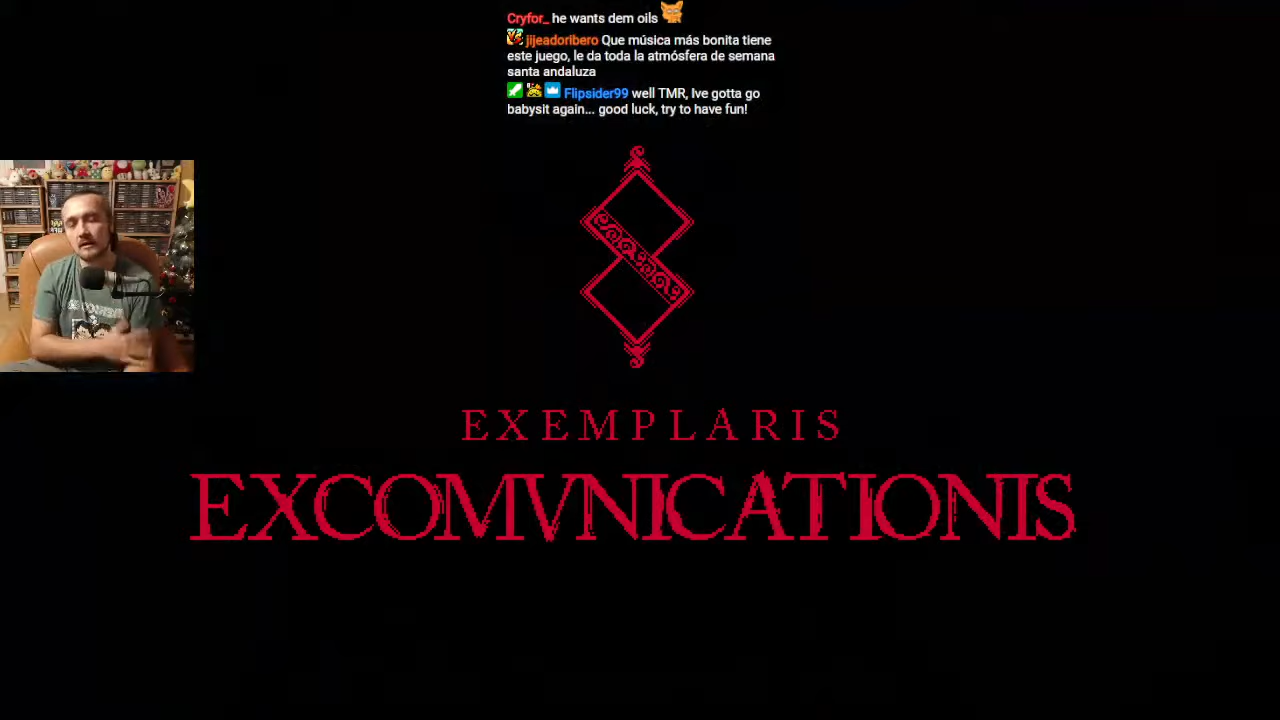 Cryfor_ he wants dem oils
jijeadoribero Que música más bonita tiene
este juego, le da toda la atmósfera de semana
santa andaluza
Flipsider99 well TMR, Ive gotta go
babysit again... good luck, try to have fun!
EXEMPLARIS
EXCOMVNICATIONIS